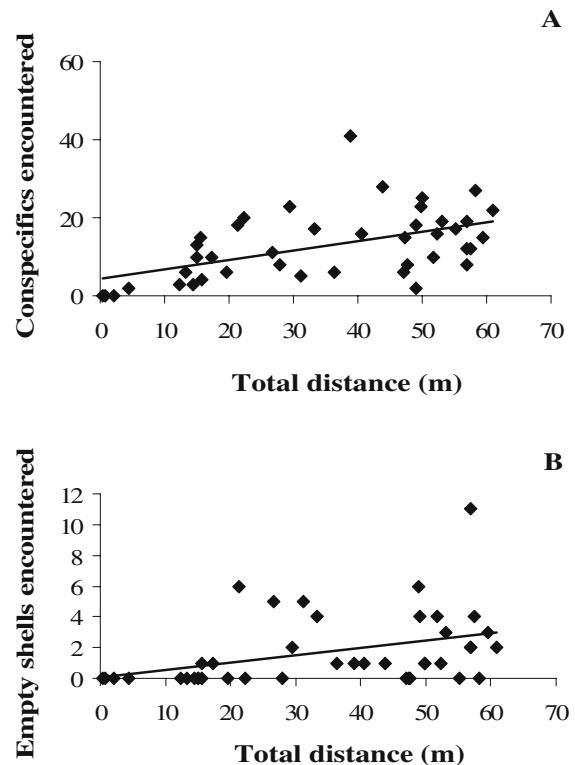 A
Conspecifics encountered
60
40
20
0
0 10 20 30 40 50 60 70
Total distance (m)
B
Empty shells encountered
12
10
8
6
4
2
0
0 10 20 30 40 50 60 70
Total distance (m)